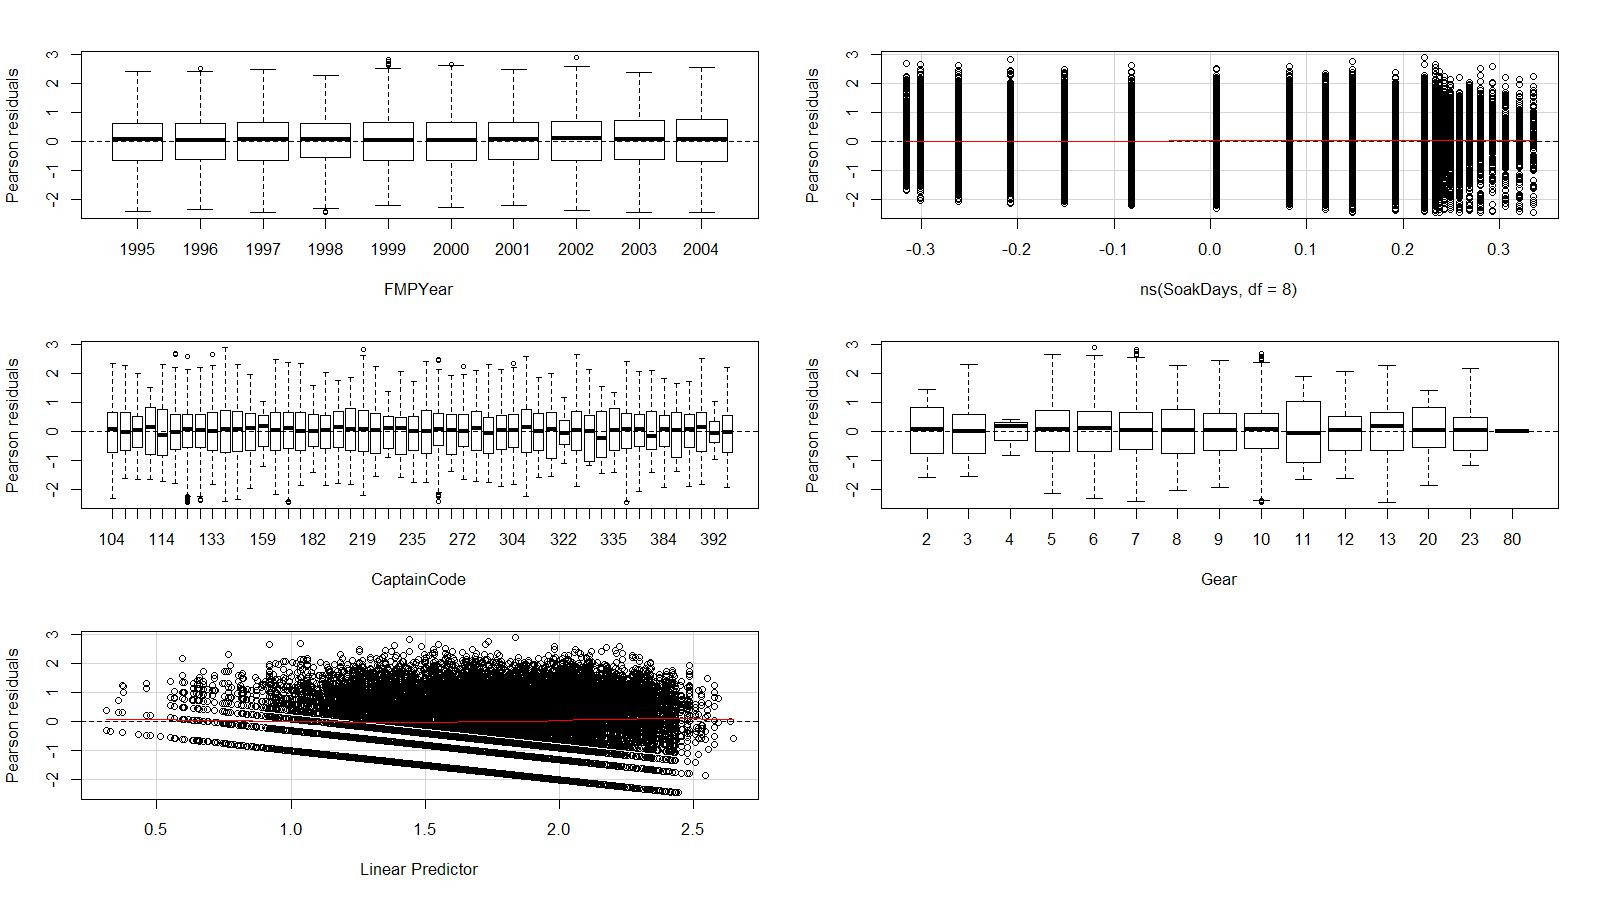 Pearson residuals
3
2
1
0
-1
-2
1995 1996 1997 1998 1999 2000 2001 2002 2003 2004
FMPYear
Pearson residuals
3
2
1
0
-1
-2
-0.3 -0.2 -0.1 0.0 0.1 0.2 0.3
ns(SoakDays, df = 8)
Pearson residuals
3
2
1
0
-1
-2
104 114 133 159 182 219 235 272 304 322 335 384 392
CaptainCode
Pearson residuals
3
2
1
0
-1
-2
2 3 4 5 6 7 8 9 10 11 12 13 20 23 80
Gear
Pearson residuals
3
2
1
0
-1
-2
0.5 1.0 1.5 2.0 2.5
Linear Predictor